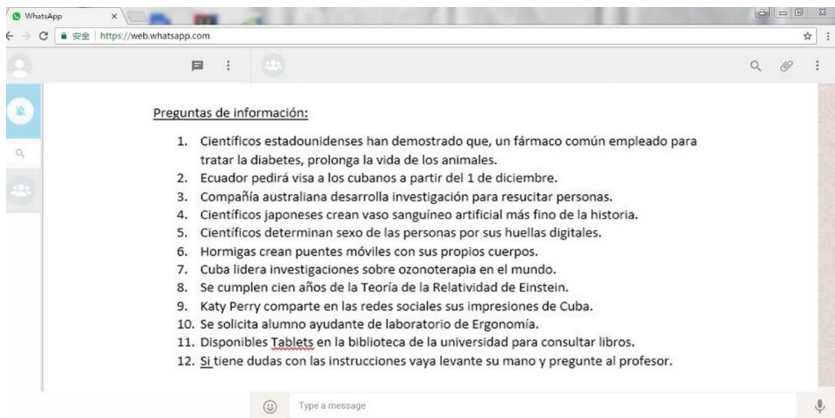 WhatsApp
安全 https://web.whatsapp.com
Preguntas de información:
1. Científicos estadounidenses han demostrado que, un fármaco común empleado para
tratar la diabetes, prolonga la vida de los animales.
2. Ecuador pedirá visa a los cubanos a partir del 1 de diciembre.
3. Compañía australiana desarrolla investigación para resucitar personas.
4. Científicos japoneses crean vaso sanguíneo artificial más fino de la historia.
5. Científicos determinan sexo de las personas por sus huellas digitales.
6. Hormigas crean puentes móviles con sus propios cuerpos.
7. Cuba lidera investigaciones sobre ozonoterapia en el mundo.
8. Se cumplen cien años de la Teoría de la Relatividad de Einstein.
9. Katy Perry comparte en las redes sociales sus impresiones de Cuba.
10. Se solicita alumno ayudante de laboratorio de Ergonomía.
11. Disponibles Tablets en la biblioteca de la universidad para consultar libros.
12. Si tiene dudas con las instrucciones vaya levante su mano y pregunte al profesor.
Type a message